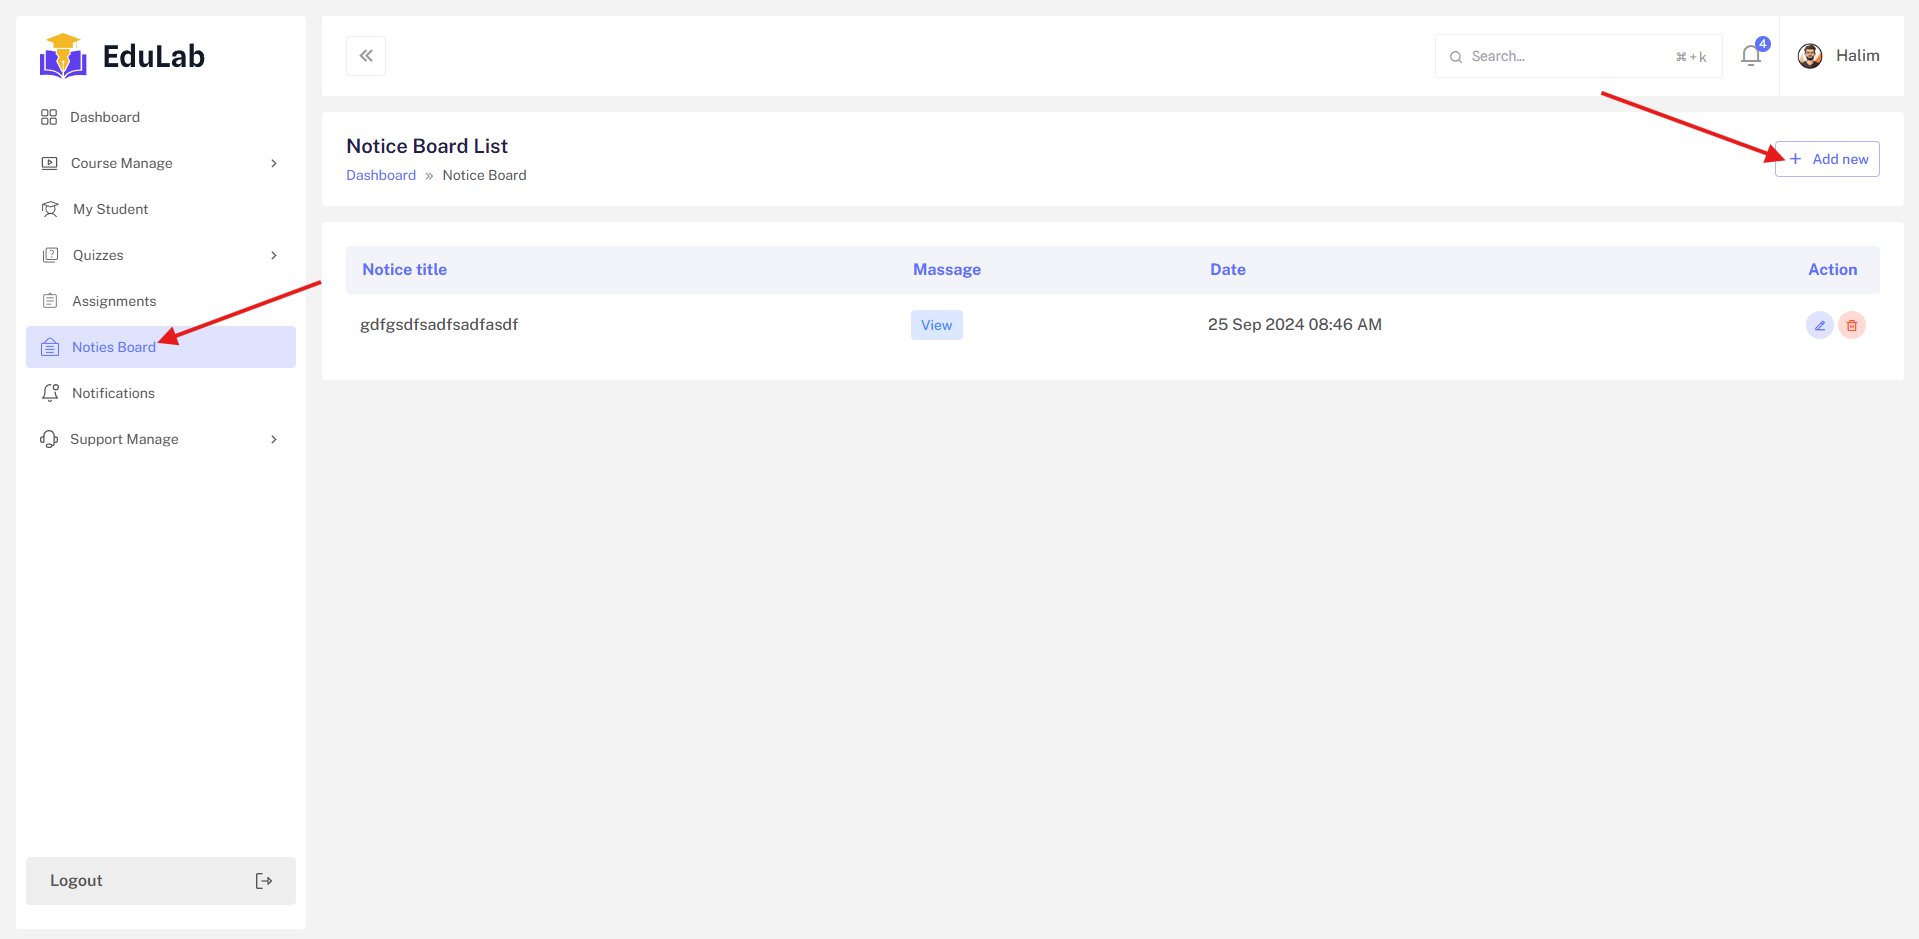 EduLab
Dashboard
Course Manage
My Student
Quizzes
Assignments
Noties Board
Notifications
Support Manage
Logout
Search...
⌘+k
4
Halim
Notice Board List
Dashboard » Notice Board
+ Add new
Notice title Massage Date Action
gdfgsdfsadfsadfasdf View 25 Sep 2024 08:46 AM